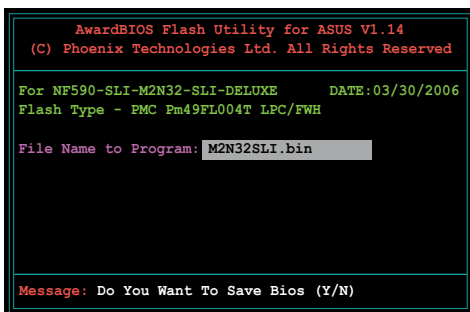 AwardBIOS Flash Utility for ASUS V1.14
(C) Phoenix Technologies Ltd. All Rights Reserved
For NF590-SLI-M2N32-SLI-DELUXE DATE:03/30/2006
Flash Type - PMC Pm49FL004T LPC/FWH
File Name to Program: M2N32SLI.bin
Message: Do You Want To Save Bios (Y/N)